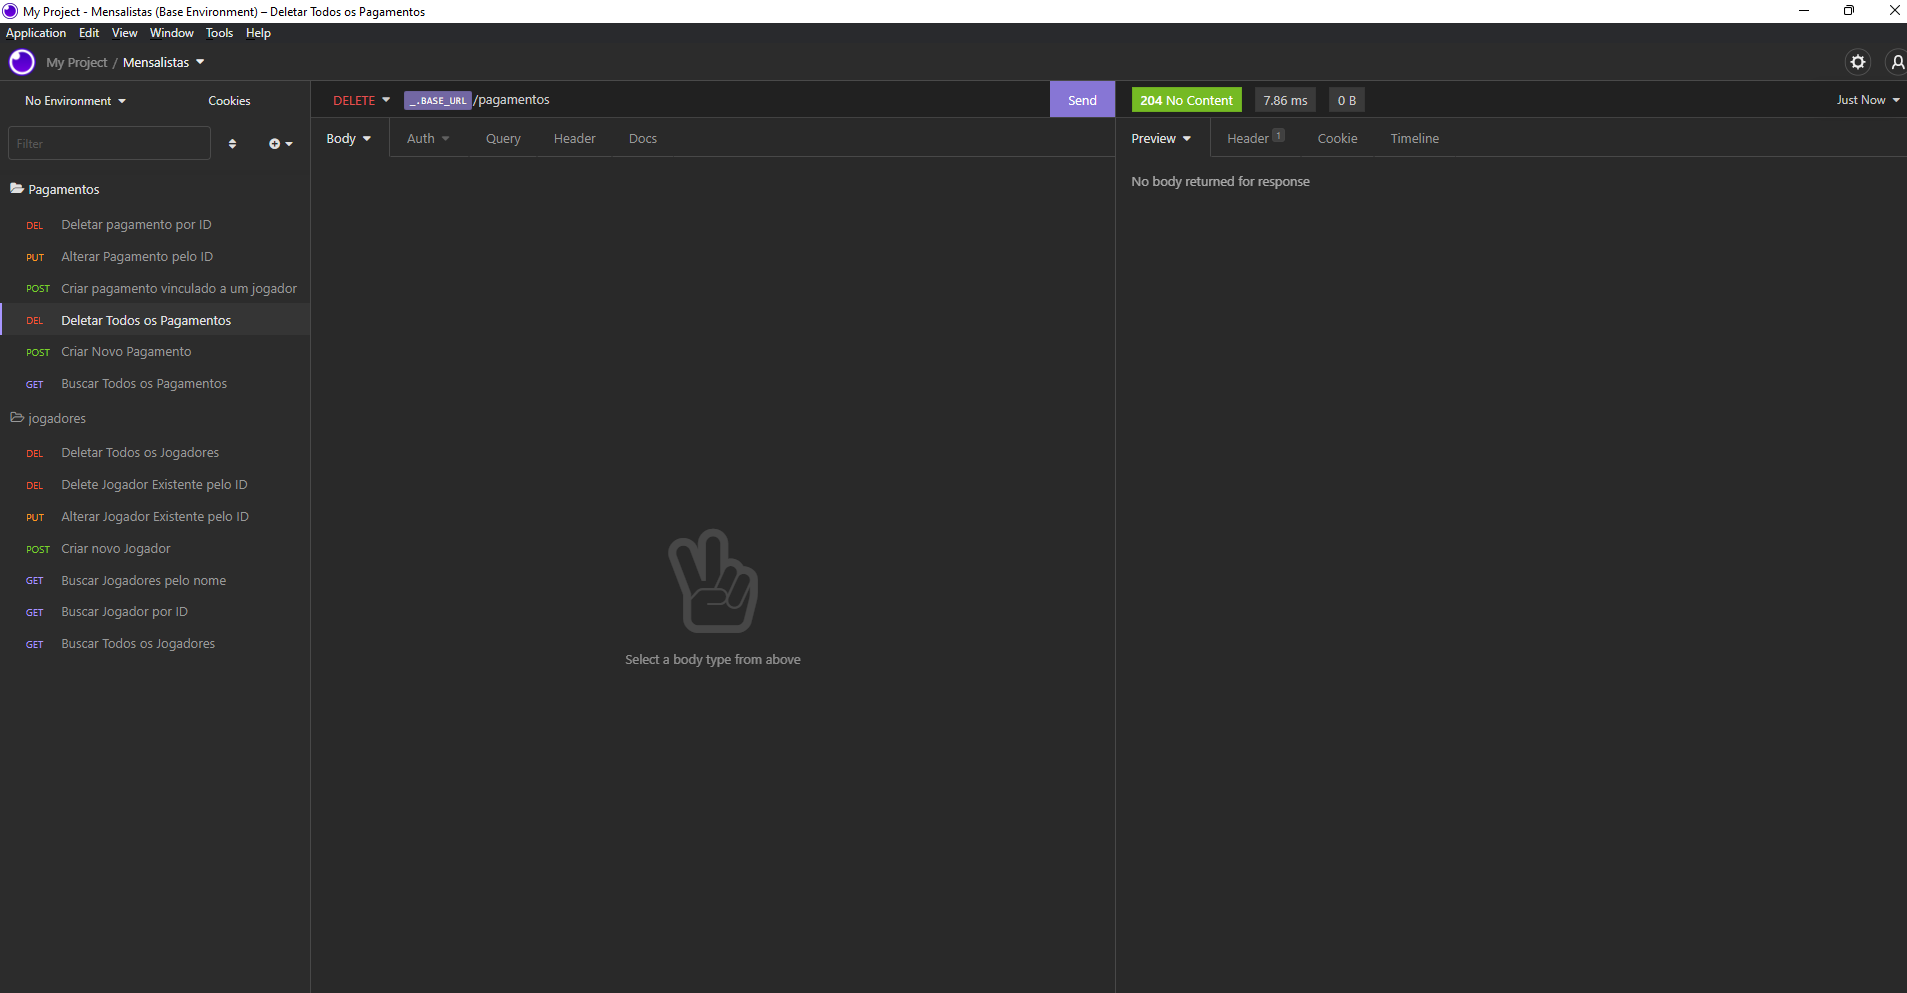 My Project - Mensalistas (Base Environment) – Deletar Todos os Pagamentos
Application Edit View Window Tools Help
My Project / Mensalistas
No Environment Cookies
Filter
Pagamentos
DEL Deletar pagamento por ID
PUT Alterar Pagamento pelo ID
POST Criar pagamento vinculado a um jogador
DEL Deletar Todos os Pagamentos
POST Criar Novo Pagamento
GET Buscar Todos os Pagamentos
jogadores
DEL Deletar Todos os Jogadores
DEL Delete Jogador Existente pelo ID
PUT Alterar Jogador Existente pelo ID
POST Criar novo Jogador
GET Buscar Jogadores pelo nome
GET Buscar Jogador por ID
GET Buscar Todos os Jogadores
DELETE _.BASE_URL /pagamentos Send
Body Auth Query Header Docs
Select a body type from above
204 No Content 7.86 ms 0 B Just Now
Preview Header 1 Cookie Timeline
No body returned for response